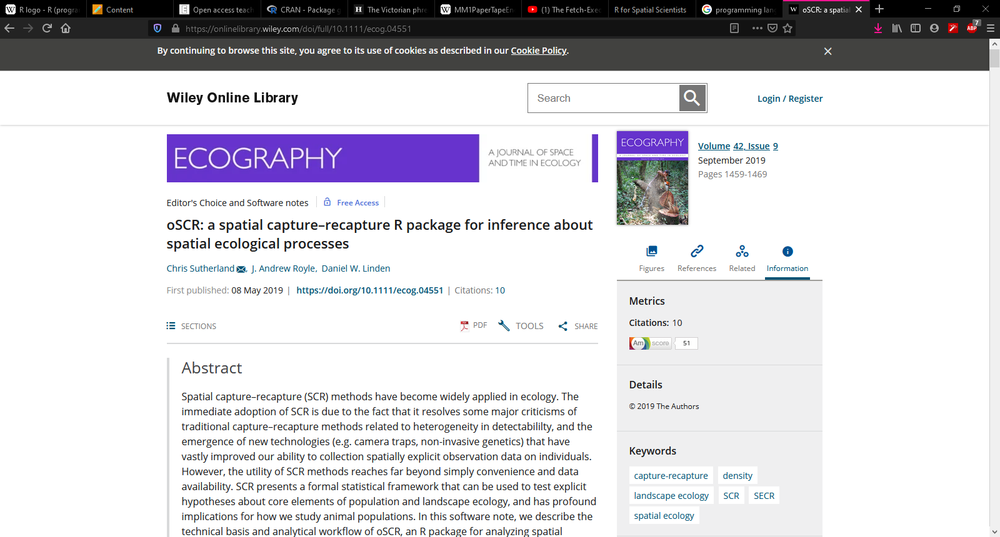 R logo - R (progra
Content
Open access teach
CRAN - Package g
The Victorian phre
MM1PaperTapeEn
(1) The Fetch-Exec
R for Spatial Scientists
programming lang
oSCR: a spatial
https://onlinelibrary.wiley.com/doi/full/10.1111/ecog.04551
ABP
7
By continuing to browse this site, you agree to its use of cookies as described in our Cookie Policy.
Wiley Online Library
Search
Login / Register
ECOGRAPHY
A JOURNAL OF SPACE
AND TIME IN ECOLOGY
ECOGRAPHY
A JOURNAL OF SPACE AND TIME IN ECOLOGY
Volume 42, Issue 9
September 2019
Pages 1459-1469
Editor's Choice and Software notes
Free Access
oSCR: a spatial capture–recapture R package for inference about
spatial ecological processes
Chris Sutherland, J. Andrew Royle, Daniel W. Linden
First published: 08 May 2019 | https://doi.org/10.1111/ecog.04551 | Citations: 10
Figures
References
Related
Information
SECTIONS
PDF
TOOLS
SHARE
Metrics
Citations: 10
Am score 51
Details
© 2019 The Authors
Keywords
capture-recapture
density
landscape ecology
SCR
SECR
spatial ecology
Abstract
Spatial capture–recapture (SCR) methods have become widely applied in ecology. The
immediate adoption of SCR is due to the fact that it resolves some major criticisms of
traditional capture–recapture methods related to heterogeneity in detectabililty, and the
emergence of new technologies (e.g. camera traps, non-invasive genetics) that have
vastly improved our ability to collection spatially explicit observation data on individuals.
However, the utility of SCR methods reaches far beyond simply convenience and data
availability. SCR presents a formal statistical framework that can be used to test explicit
hypotheses about core elements of population and landscape ecology, and has profound
implications for how we study animal populations. In this software note, we describe the
technical basis and analytical workflow of oSCR, an R package for analyzing spatial